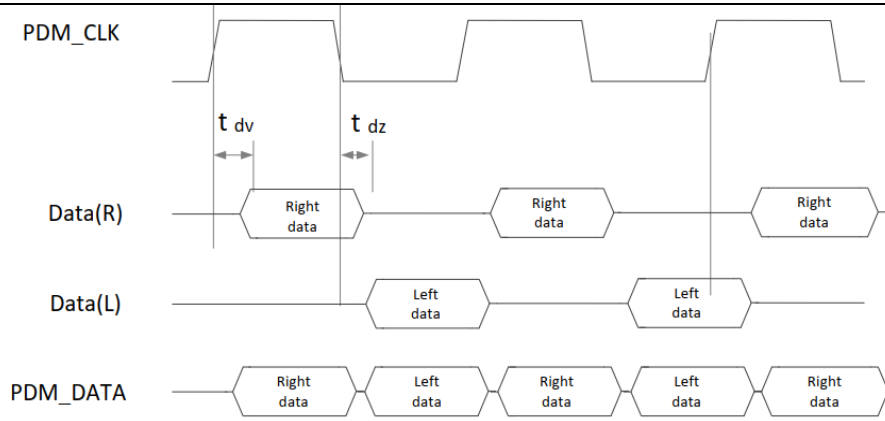 PDM_CLK
t dv
t dz
Data(R)
Right
data
Right
data
Right
data
Data(L)
Left
data
Left
data
PDM_DATA
Right
data
Left
data
Right
data
Left
data
Right
data